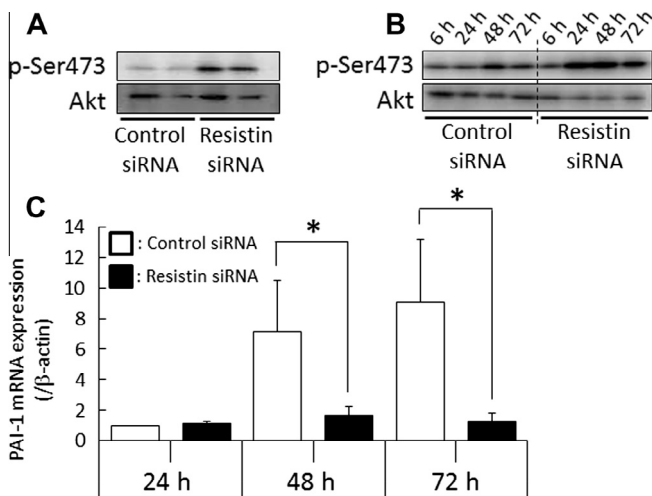 A
p-Ser473
Akt
Control siRNA
Resistin siRNA
B
6 h 24 h 48 h 72 h 6 h 24 h 48 h 72 h
p-Ser473
Akt
Control siRNA
Resistin siRNA
C
PAI-1 mRNA expression
(/β-actin)
14
12
10
8
6
4
2
0
: Control siRNA
: Resistin siRNA
*
*
24 h
48 h
72 h